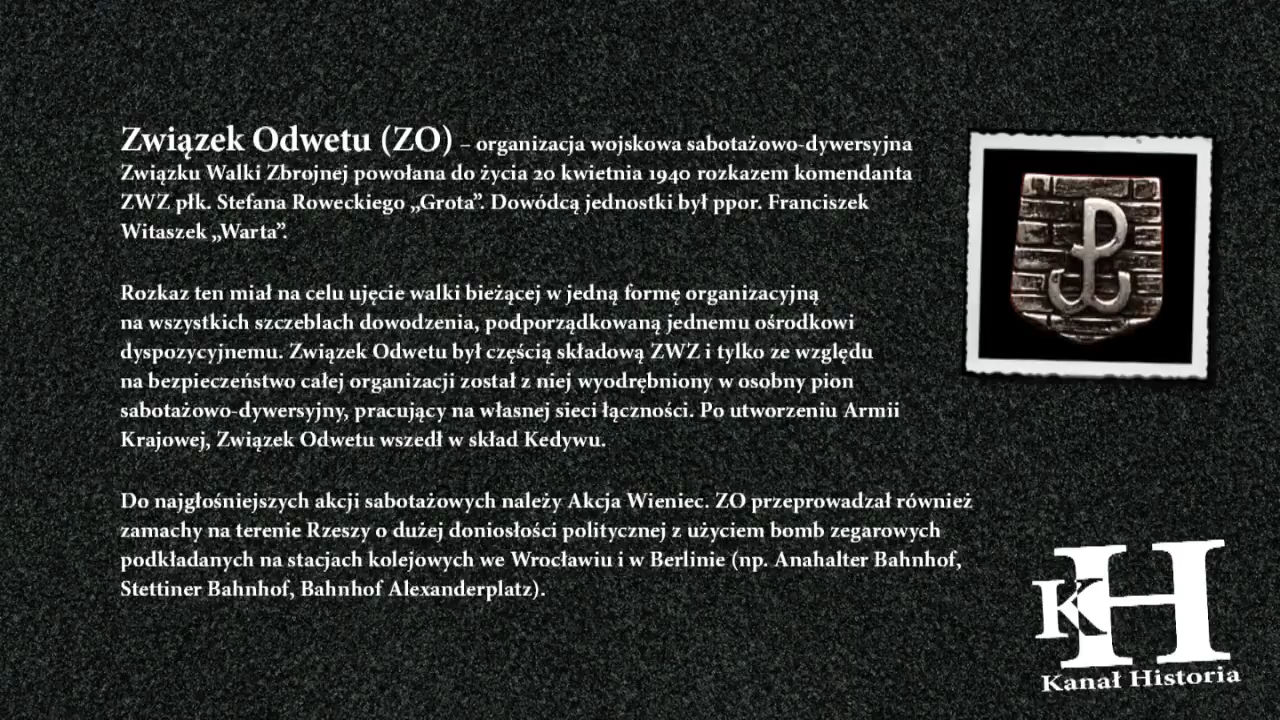 Związek Odwetu (ZO) – organizacja wojskowa sabotażowo-dywersyjna
Związku Walki Zbrojnej powołana do życia 20 kwietnia 1940 rozkazem komendanta
ZWZ płk. Stefana Roweckiego „Grota”. Dowódcą jednostki był ppor. Franciszek
Witaszek „Warta”.
Rozkaz ten miał na celu ujęcie walki bieżącej w jedną formę organizacyjną
na wszystkich szczeblach dowodzenia, podporządkowaną jednemu ośrodkowi
dyspozycyjnemu. Związek Odwetu był częścią składową ZWZ i tylko ze względu
na bezpieczeństwo całej organizacji został z niej wyodrębniony w osobny pion
sabotażowo-dywersyjny, pracujący na własnej sieci łączności. Po utworzeniu Armii
Krajowej, Związek Odwetu wszedł w skład Kedywu.
Do najgłośniejszych akcji sabotażowych należy Akcja Wieniec. ZO przeprowadzał również
zamachy na terenie Rzeszy o dużej doniosłości politycznej z użyciem bomb zegarowych
podkładanych na stacjach kolejowych we Wrocławiu i w Berlinie (np. Anahalter Bahnhof,
Stettiner Bahnhof, Bahnhof Alexanderplatz).
P
KH
Kanał Historia